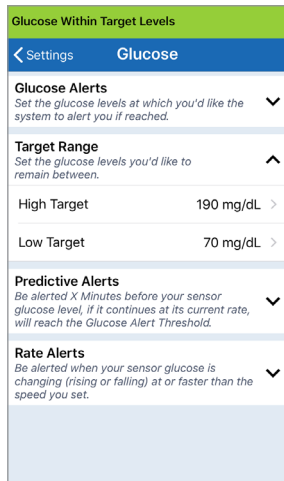 Glucose Within Target Levels
Settings
Glucose
Glucose Alerts
Set the glucose levels at which you'd like the
system to alert you if reached.
Target Range
Set the glucose levels you'd like to
remain between.
High Target 190 mg/dL
Low Target 70 mg/dL
Predictive Alerts
Be alerted X Minutes before your sensor
glucose level, if it continues at its current rate,
will reach the Glucose Alert Threshold.
Rate Alerts
Be alerted when your sensor glucose is
changing (rising or falling) at or faster than the
speed you set.